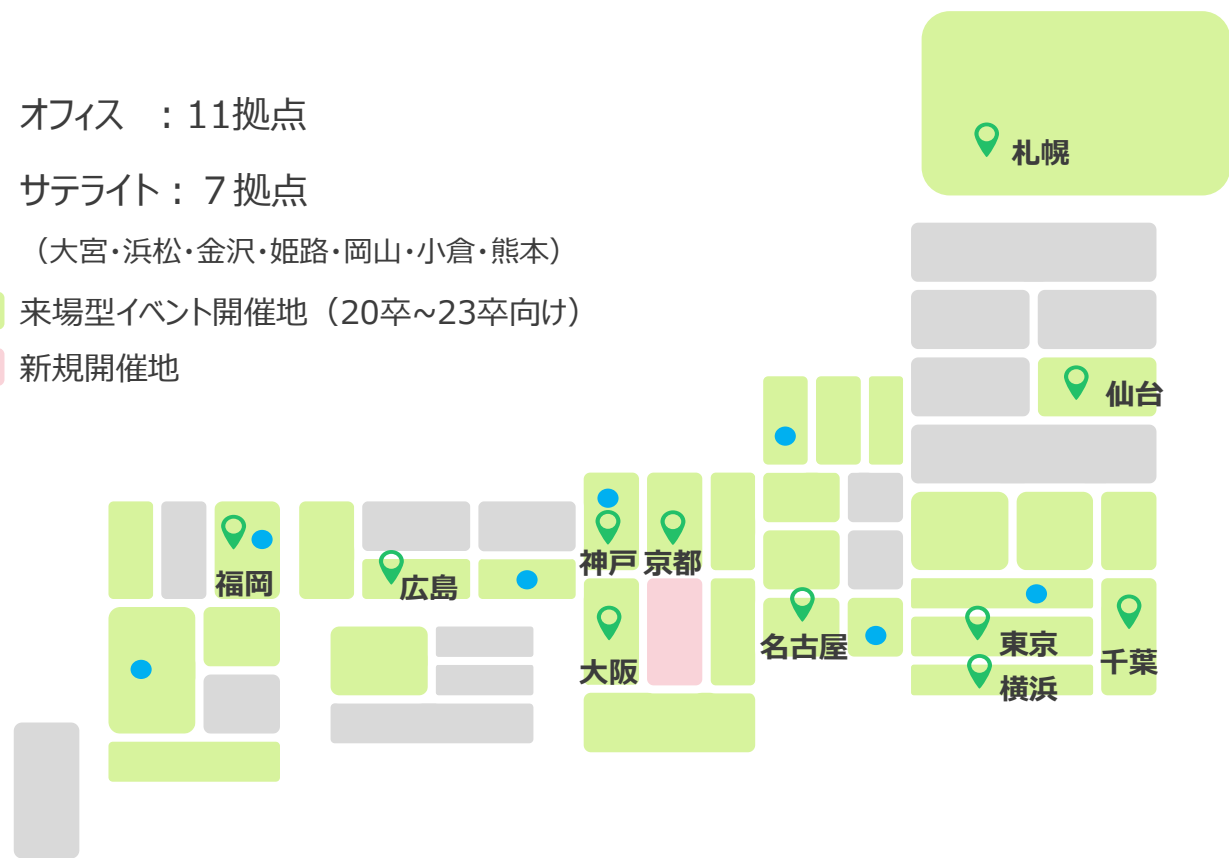 オフィス　：11拠点
サテライト：７拠点
（大宮・浜松・金沢・姫路・岡山・小倉・熊本）
来場型イベント開催地（20卒~23卒向け）
新規開催地
札幌
仙台
福岡
広島
神戸
京都
大阪
名古屋
東京
横浜
千葉